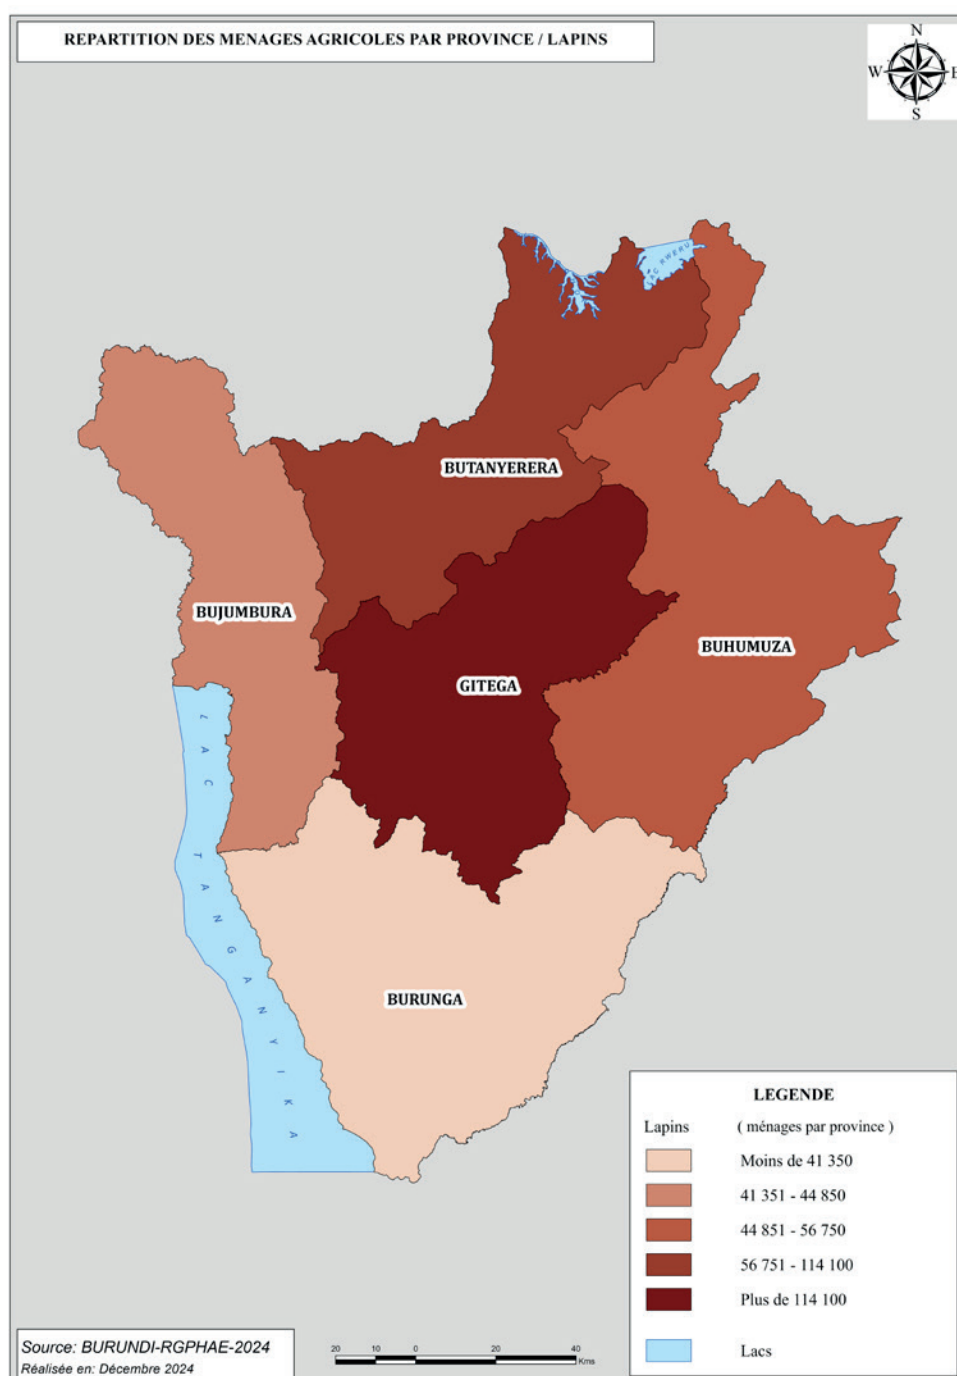 REPARTITION DES MENAGES AGRICOLES PAR PROVINCE / LAPINS
N
W E
S
LAC RWERU
BUTANYERERA
BUJUMBURA
BUHUMUZA
GITEGA
LAC TANGANYIKA
BURUNGA
LEGENDE
Lapins ( ménages par province )
Moins de 41 350
41 351 - 44 850
44 851 - 56 750
56 751 - 114 100
Plus de 114 100
Lacs
Source: BURUNDI-RGPHAE-2024
Réalisée en: Décembre 2024
20 10 0 20 40
Kms